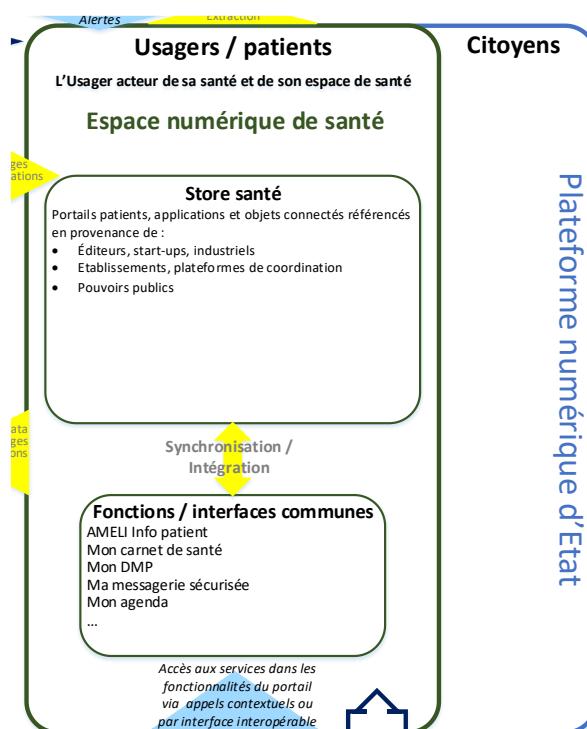 Alertes
Extraction
Usagers / patients
Citoyens
L'Usager acteur de sa santé et de son espace de santé
Espace numérique de santé
Store santé
Portails patients, applications et objets connectés référencés
en provenance de :
• Éditeurs, start-ups, industriels
• Etablissements, plateformes de coordination
• Pouvoirs publics
Synchronisation /
Intégration
Fonctions / interfaces communes
AMELI Info patient
Mon carnet de santé
Mon DMP
Ma messagerie sécurisée
Mon agenda
...
Accès aux services dans les
fonctionnalités du portail
via appels contextuels ou
par interface interopérable
Plateforme numérique d'Etat